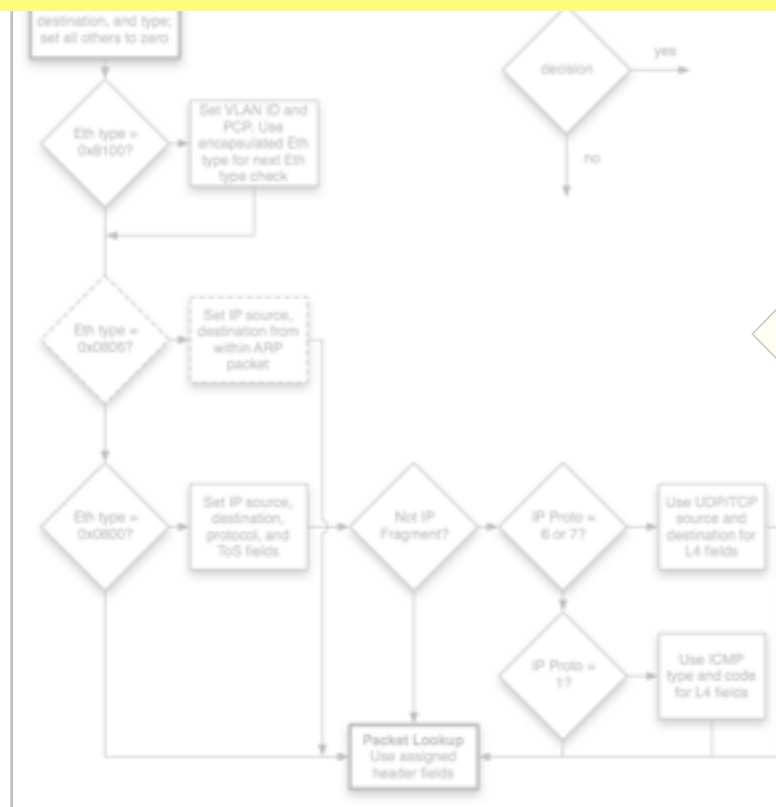 destination, and type;
set all others to zero
decision
yes
no
Eth type =
0x8100?
Set VLAN ID and
PCP. Use
encapsulated Eth
type for next Eth
type check
Eth type =
0x0806?
Set IP source,
destination from
within ARP
packet
Eth type =
0x0800?
Set IP source,
destination,
protocol, and
ToS fields
Not IP
Fragment?
IP Proto =
6 or 7?
Use UDP/TCP
source and
destination for
L4 fields
IP Proto =
1?
Use ICMP
type and code
for L4 fields
Packet Lookup
Use assigned
header fields